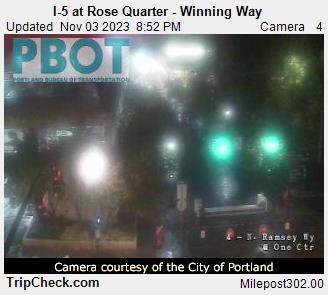 I-5 at Rose Quarter - Winning Way
Updated Nov 03 2023 8:52 PM Camera 4
PBOT
PORTLAND BUREAU OF TRANSPORTATION
4 - N. Ramsey Wy
@ One Ctr
Camera courtesy of the City of Portland
TripCheck.com Milepost302.00